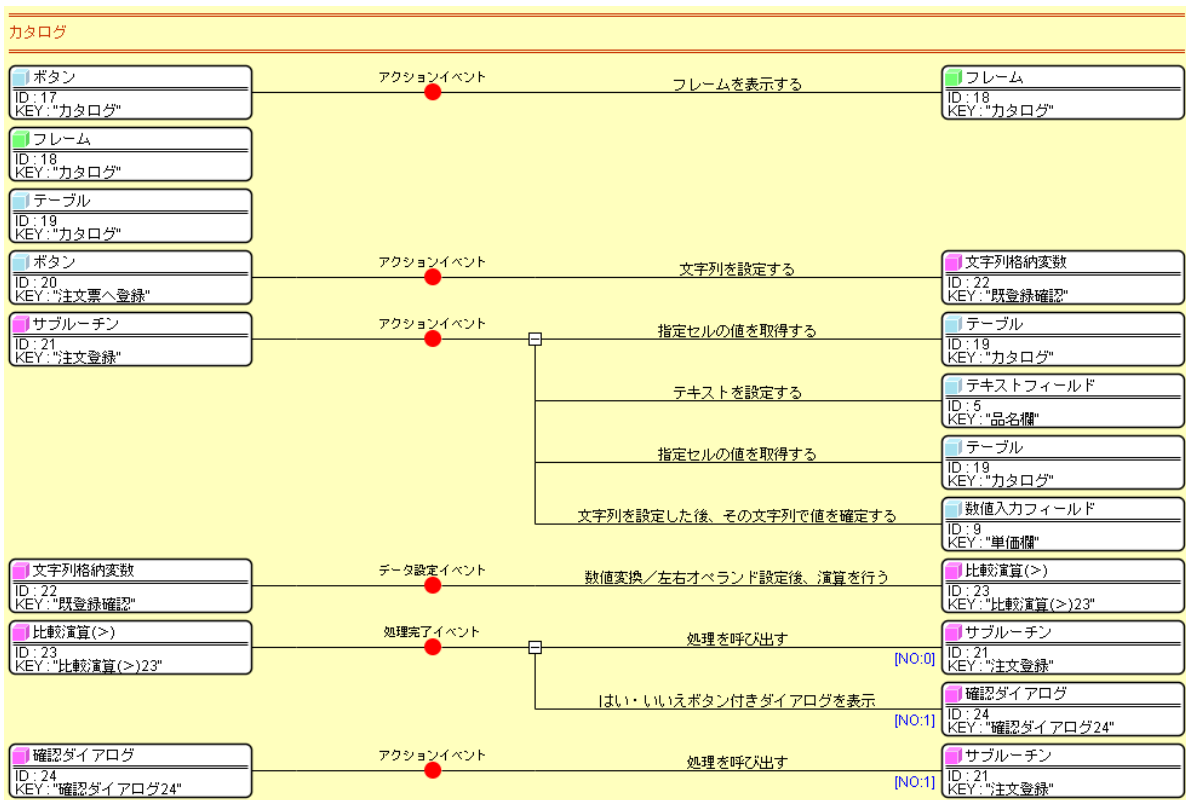 カタログ
ボタン
ID : 17
KEY : "カタログ"
アクションイベント
フレームを表示する
フレーム
ID : 18
KEY : "カタログ"
フレーム
ID : 18
KEY : "カタログ"
テーブル
ID : 19
KEY : "カタログ"
ボタン
ID : 20
KEY : "注文票へ登録"
アクションイベント
文字列を設定する
文字列格納変数
ID : 22
KEY : "既登録確認"
サブルーチン
ID : 21
KEY : "注文登録"
アクションイベント
指定セルの値を取得する
テーブル
ID : 19
KEY : "カタログ"
テキストを設定する
テキストフィールド
ID : 5
KEY : "品名欄"
指定セルの値を取得する
テーブル
ID : 19
KEY : "カタログ"
文字列を設定した後、その文字列で値を確定する
数値入力フィールド
ID : 9
KEY : "単価欄"
文字列格納変数
ID : 22
KEY : "既登録確認"
データ設定イベント
数値変換／左右オペランド設定後、演算を行う
比較演算(>)
ID : 23
KEY : "比較演算(>)23"
比較演算(>)
ID : 23
KEY : "比較演算(>)23"
処理完了イベント
処理を呼び出す
[NO:0]
サブルーチン
ID : 21
KEY : "注文登録"
はい・いいえボタン付きダイアログを表示
[NO:1]
確認ダイアログ
ID : 24
KEY : "確認ダイアログ24"
確認ダイアログ
ID : 24
KEY : "確認ダイアログ24"
アクションイベント
処理を呼び出す
[NO:1]
サブルーチン
ID : 21
KEY : "注文登録"